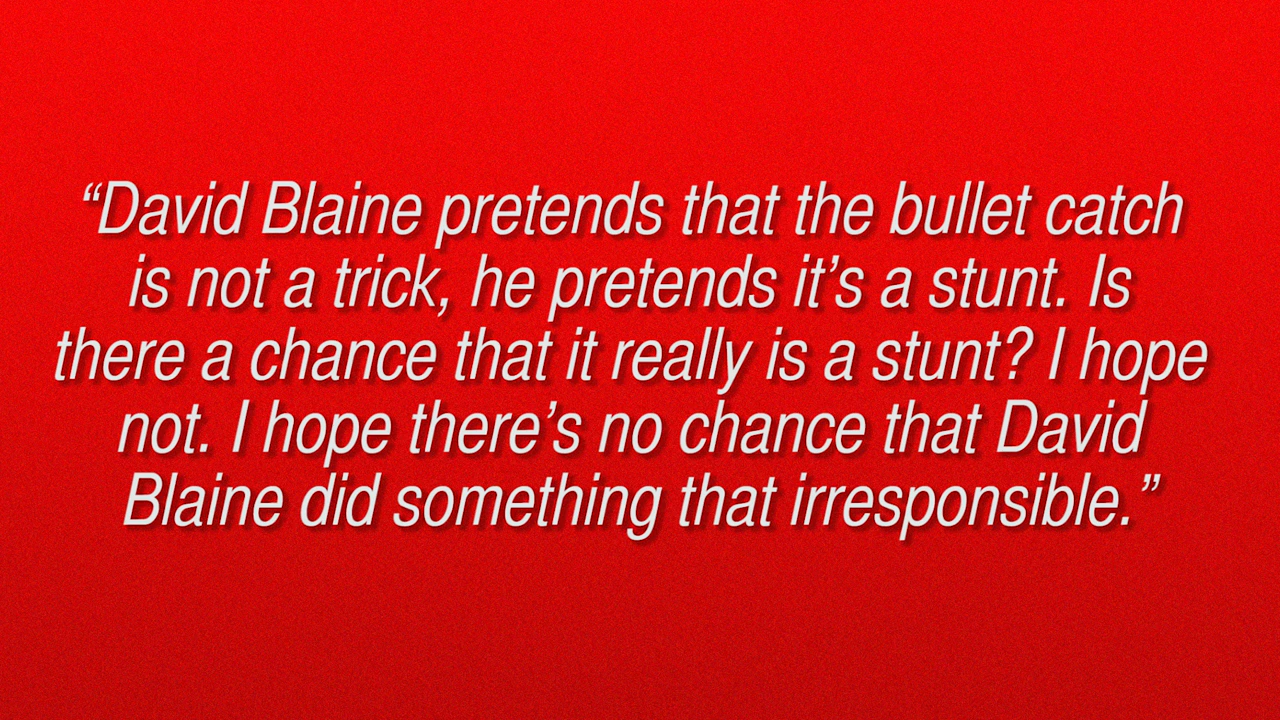 “David Blaine pretends that the bullet catch
is not a trick, he pretends it’s a stunt. Is
there a chance that it really is a stunt? I hope
not. I hope there’s no chance that David
Blaine did something that irresponsible.”